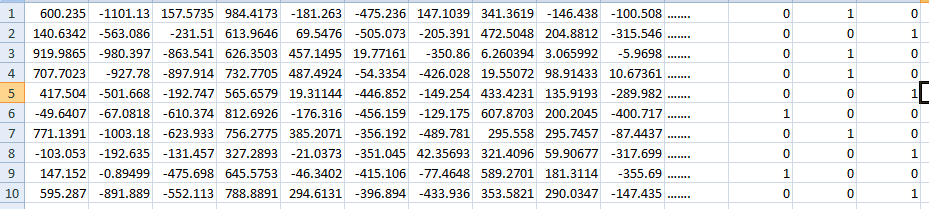 1 600.235 -1101.13 157.5735 984.4173 -181.263 -475.236 147.1039 341.3619 -146.438 -100.508 ....... 0 1 0
2 140.6342 -563.086 -231.51 613.9646 69.5476 -505.073 -205.391 472.5048 204.8812 -315.546 ....... 0 0 1
3 919.9865 -980.397 -863.541 626.3503 457.1495 19.77161 -350.86 6.260394 3.065992 -5.9698 ....... 0 1 0
4 707.7023 -927.78 -897.914 732.7705 487.4924 -54.3354 -426.028 19.55072 98.91433 10.67361 ....... 0 1 0
5 417.504 -501.668 -192.747 565.6579 19.31144 -446.852 -149.254 433.4231 135.9193 -289.982 ....... 0 0 1
6 -49.6407 -67.0818 -610.374 812.6926 -176.316 -456.159 -129.175 607.8703 200.2045 -400.717 ....... 1 0 0
7 771.1391 -1003.18 -623.933 756.2775 385.2071 -356.192 -489.781 295.558 295.7457 -87.4437 ....... 0 1 0
8 -103.053 -192.635 -131.457 327.2893 -21.0373 -351.045 42.35693 321.4096 59.90677 -317.699 ....... 0 0 1
9 147.152 -0.89499 -475.698 645.5753 -46.3402 -415.106 -77.4648 589.2701 181.3114 -355.69 ....... 1 0 0
10 595.287 -891.889 -552.113 788.8891 294.6131 -396.894 -433.936 353.5821 290.0347 -147.435 ....... 0 0 1